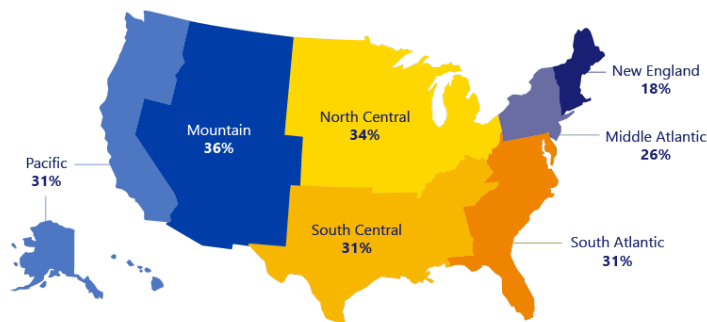 New England
18%
North Central
34%
Mountain
36%
Middle Atlantic
26%
Pacific
31%
South Central
31%
South Atlantic
31%